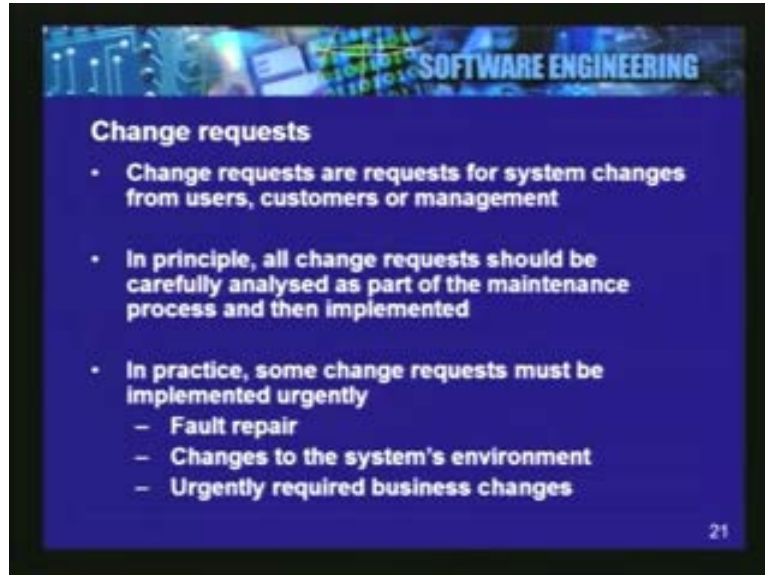 SOFTWARE ENGINEERING
Change requests
• Change requests are requests for system changes
from users, customers or management
• In principle, all change requests should be
carefully analysed as part of the maintenance
process and then implemented
• In practice, some change requests must be
implemented urgently
– Fault repair
– Changes to the system's environment
– Urgently required business changes
21